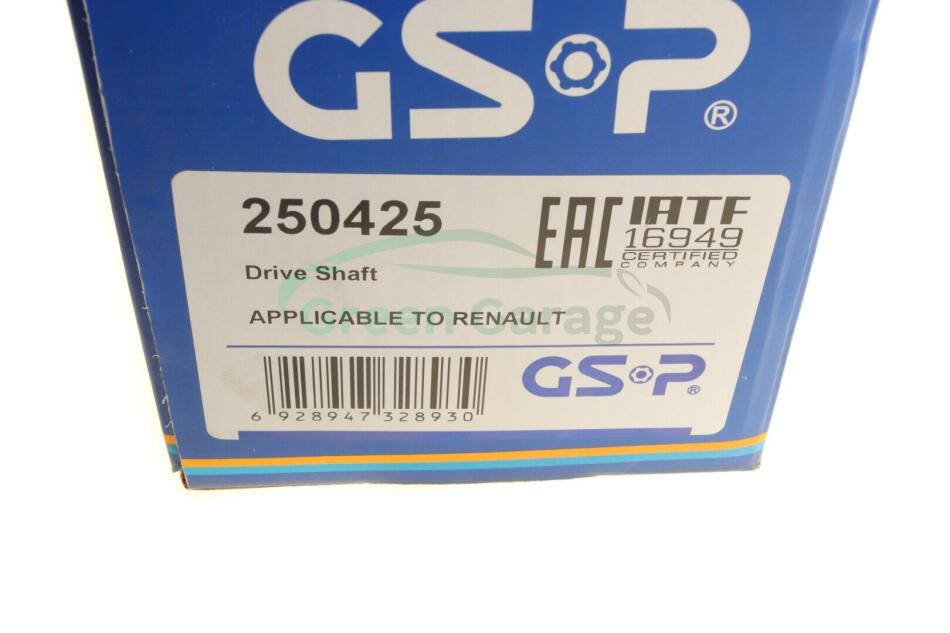 GSP®
250425
EAC
IATF
16949
CERTIFIED
COMPANY
Drive Shaft
APPLICABLE TO RENAULT
Green Garage
6 928947 328930
GSP®